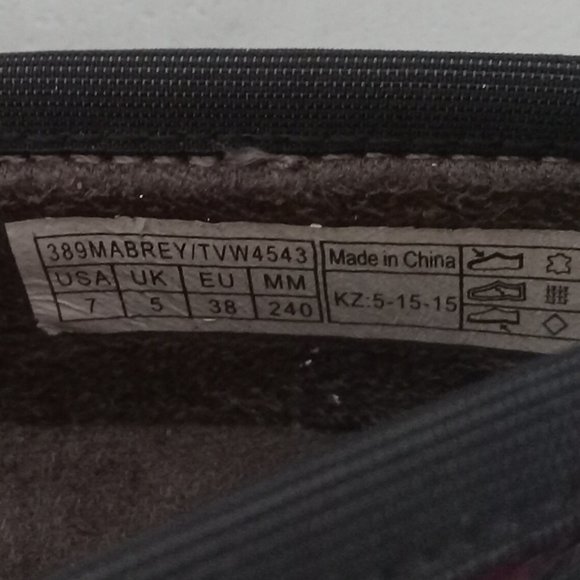 389MABREY/TVW4543
USA UK EU MM
7 5 38 240
Made in China
KZ:5-15-15